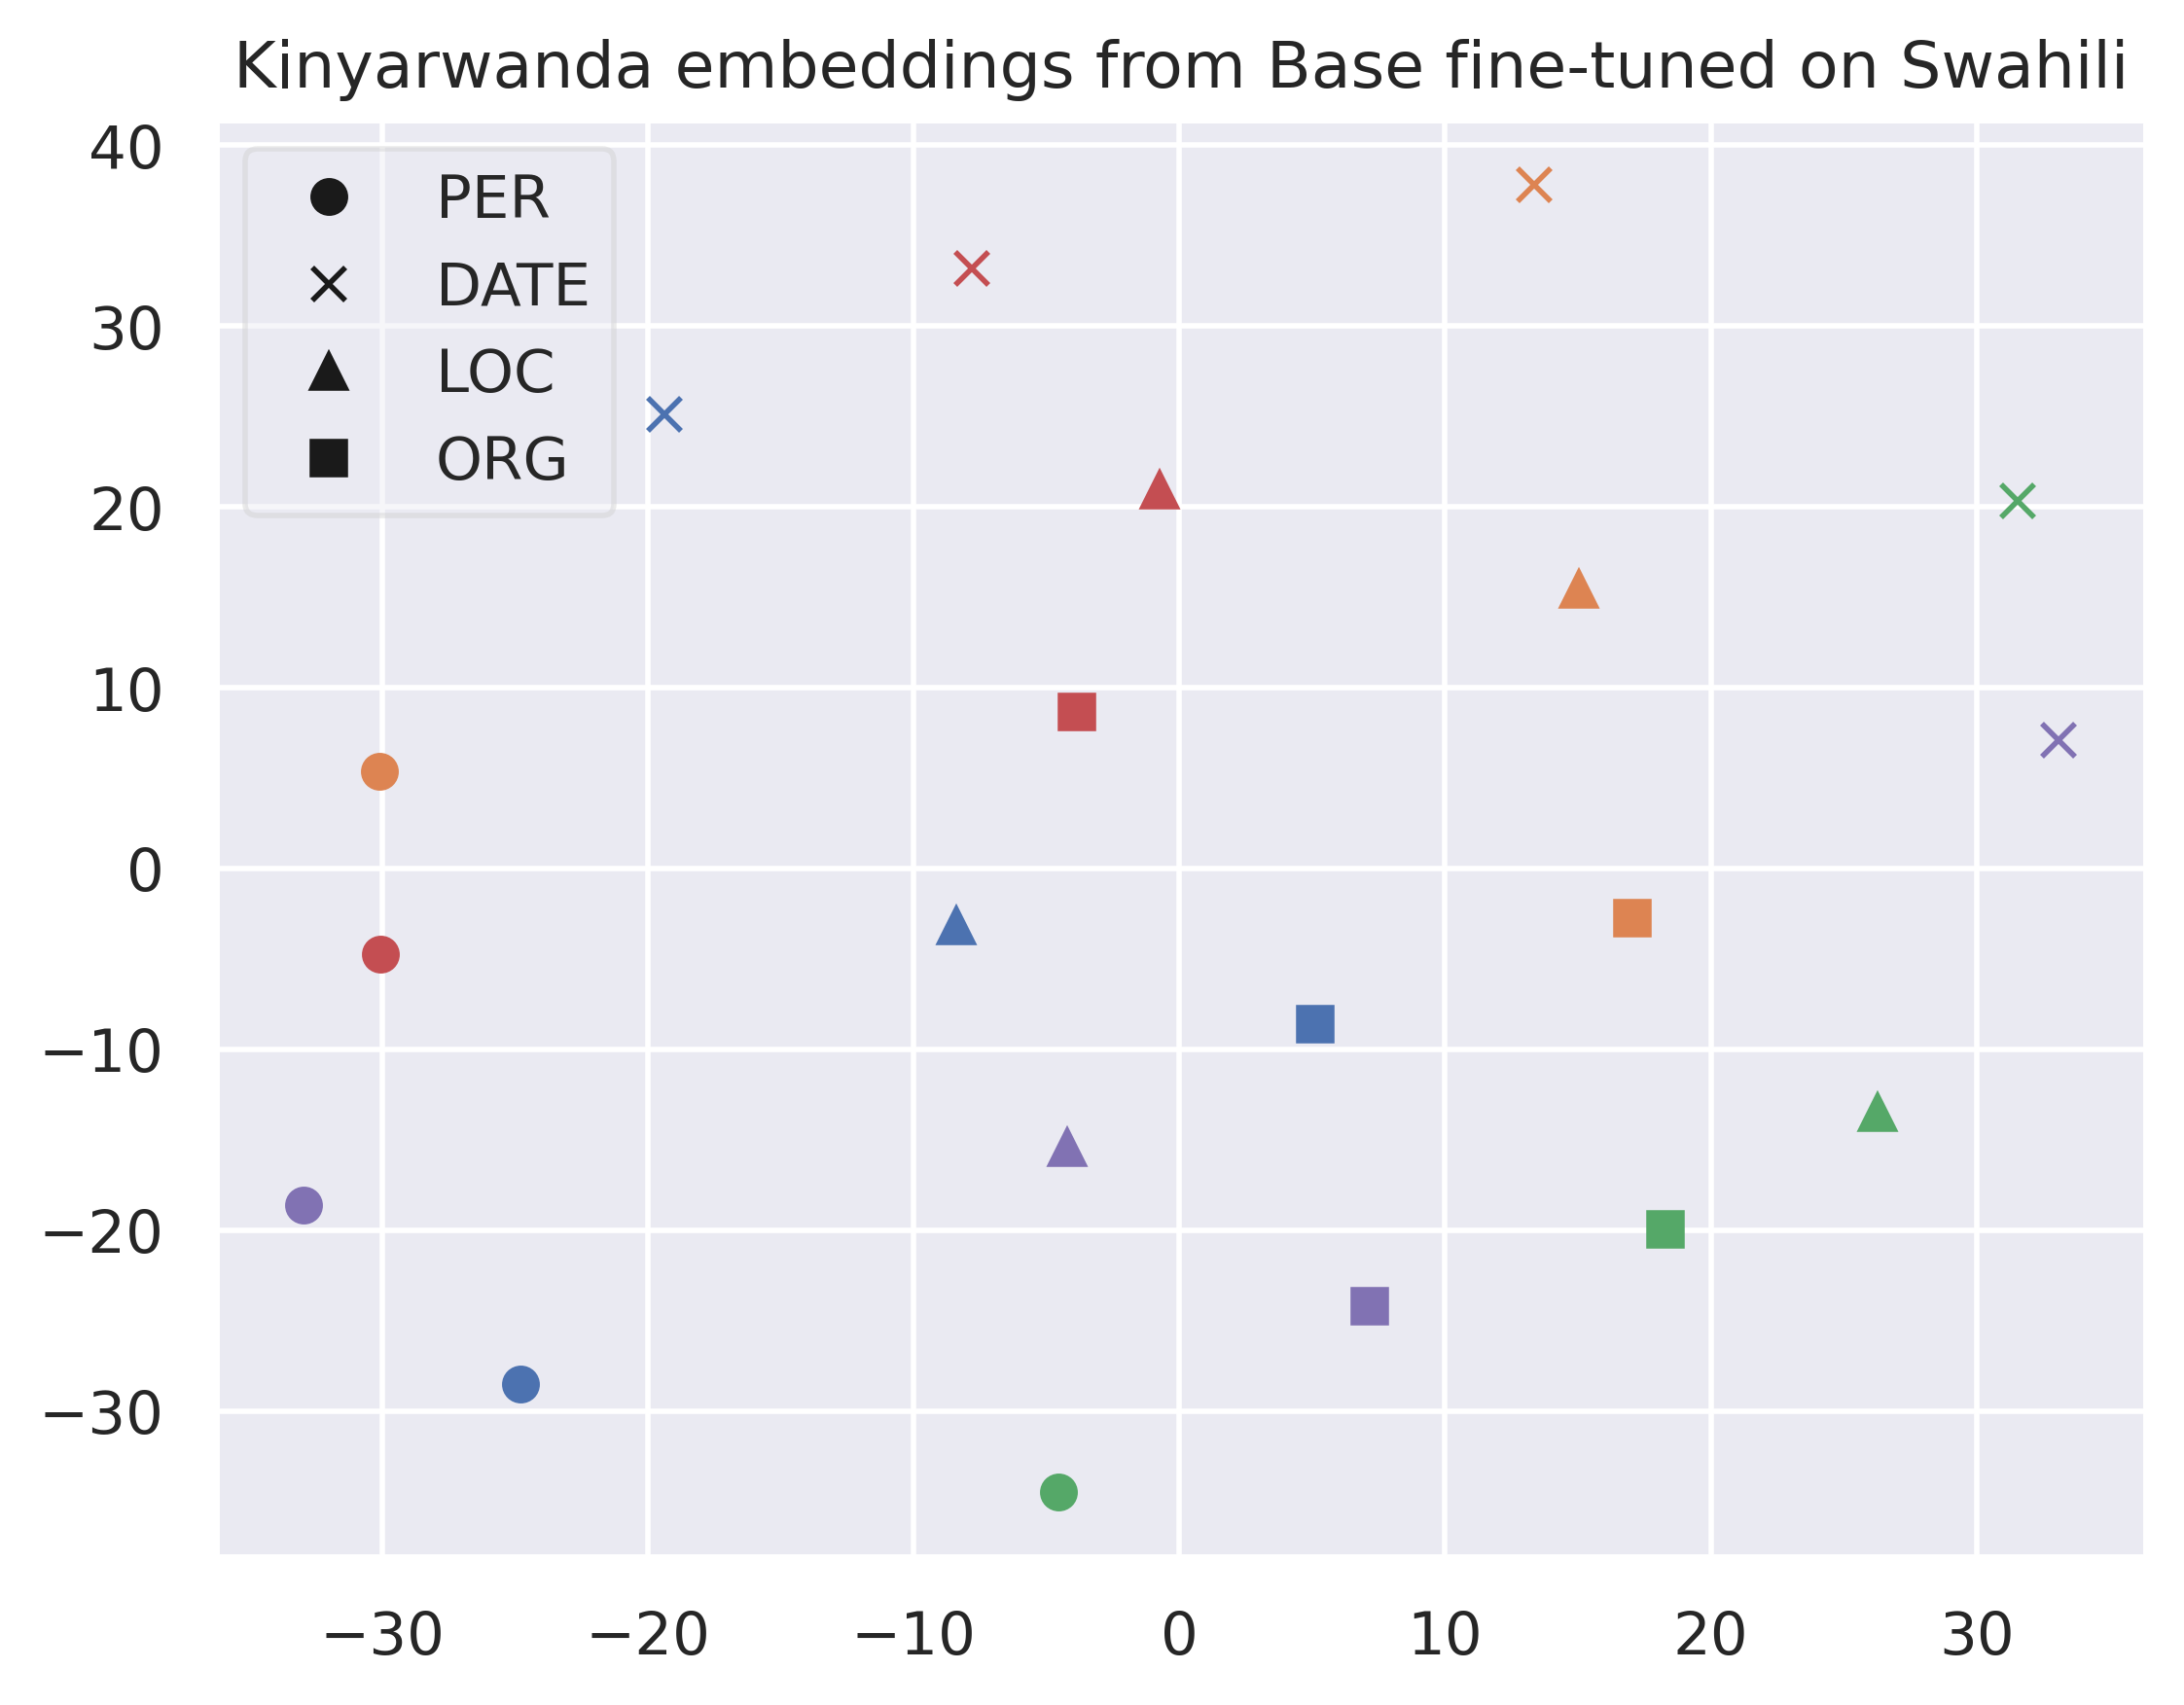 Kinyarwanda embeddings from Base fine-tuned on Swahili
40
30
20
10
0
−10
−20
−30
PER
DATE
LOC
ORG
−30 −20 −10 0 10 20 30